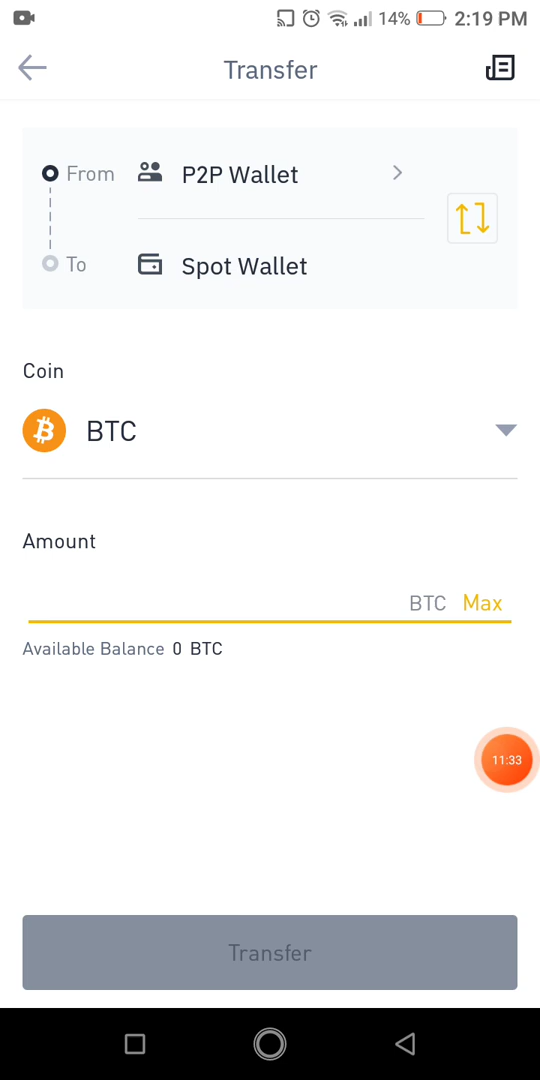 14% 2:19 PM
Transfer
From P2P Wallet
To Spot Wallet
Coin
BTC
Amount
BTC Max
Available Balance 0 BTC
11:33
Transfer